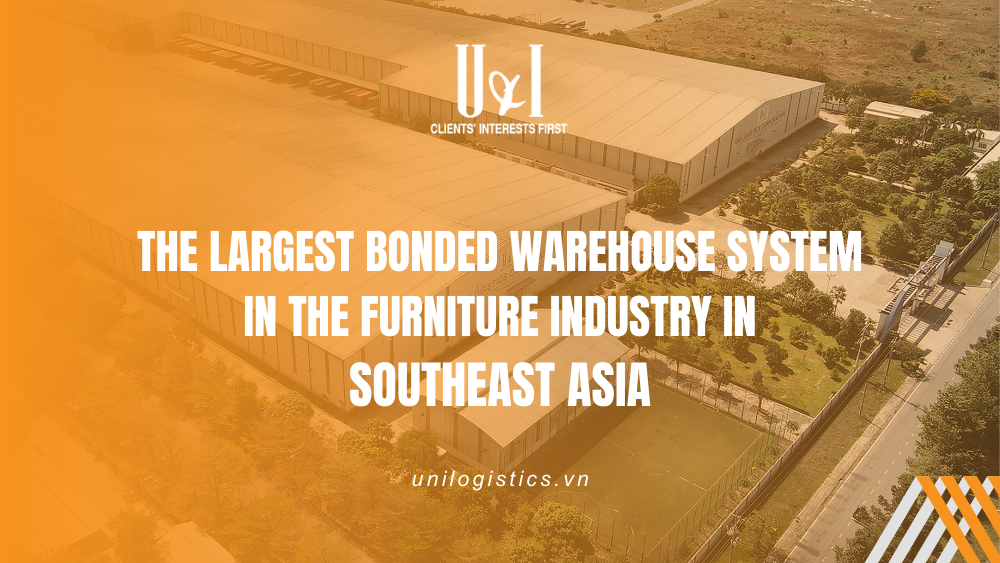 U&I
CLIENTS' INTERESTS FIRST
THE LARGEST BONDED WAREHOUSE SYSTEM
IN THE FURNITURE INDUSTRY IN
SOUTHEAST ASIA
unilogistics.vn